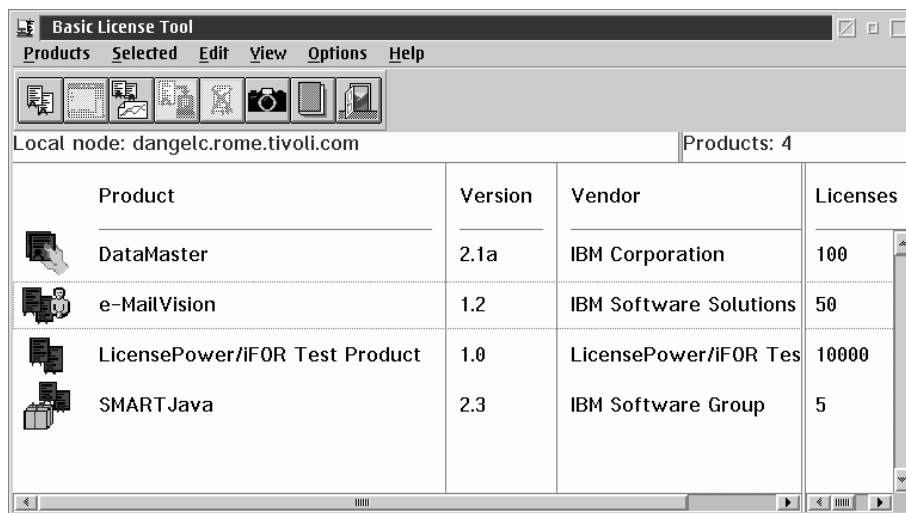 Basic License Tool
Products Selected Edit View Options Help
Local node: dangelc.rome.tivoli.com Products: 4
Product Version Vendor Licenses
DataMaster 2.1a IBM Corporation 100
e-MailVision 1.2 IBM Software Solutions 50
LicensePower/iFOR Test Product 1.0 LicensePower/iFOR Tes 10000
SMARTJava 2.3 IBM Software Group 5